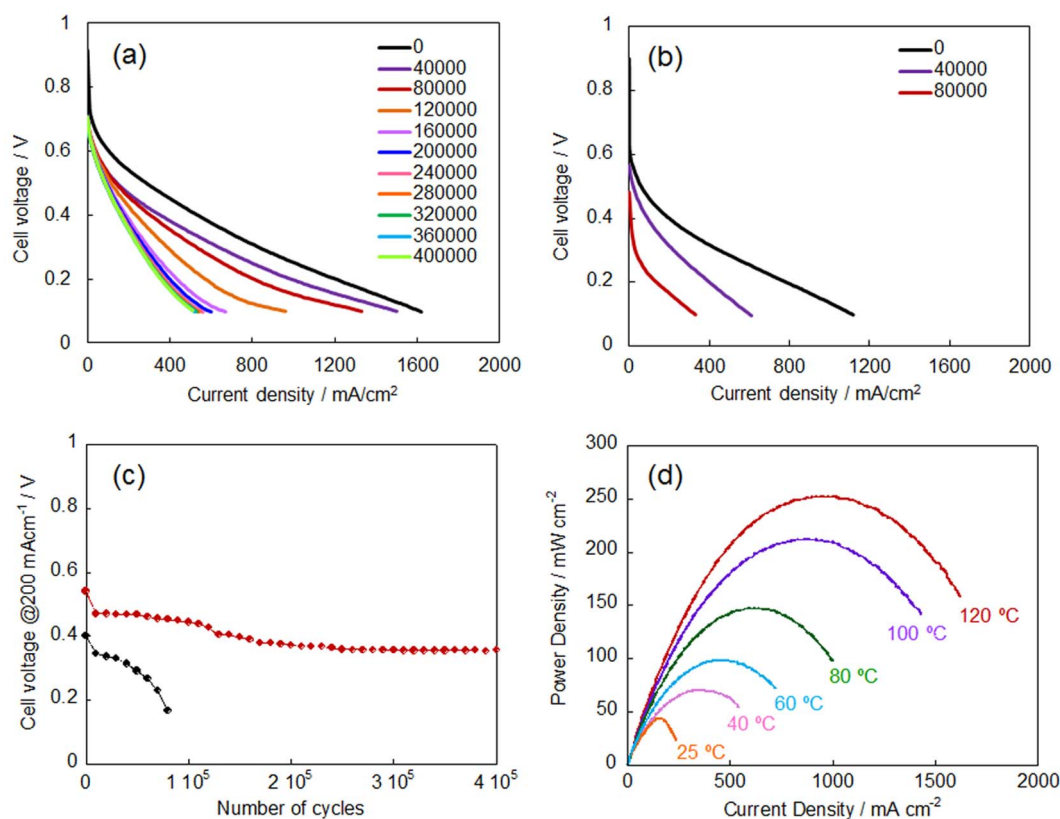 (a)
1
0.8
0.6
0.4
0.2
0
Cell voltage / V
0
40000
80000
120000
160000
200000
240000
280000
320000
360000
400000
0 400 800 1200 1600 2000
Current density / mA/cm²
(b)
1
0.8
0.6
0.4
0.2
0
Cell voltage / V
0
40000
80000
0 400 800 1200 1600 2000
Current density / mA/cm²
(c)
1
0.8
0.6
0.4
0.2
0
Cell voltage @200 mAcm⁻¹ / V
0 1 10⁵ 2 10⁵ 3 10⁵ 4 10⁵
Number of cycles
(d)
300
250
200
150
100
50
0
Power Density / mW cm⁻²
120 ºC
100 ºC
80 ºC
60 ºC
40 ºC
25 ºC
0 500 1000 1500 2000
Current Density / mA cm⁻²